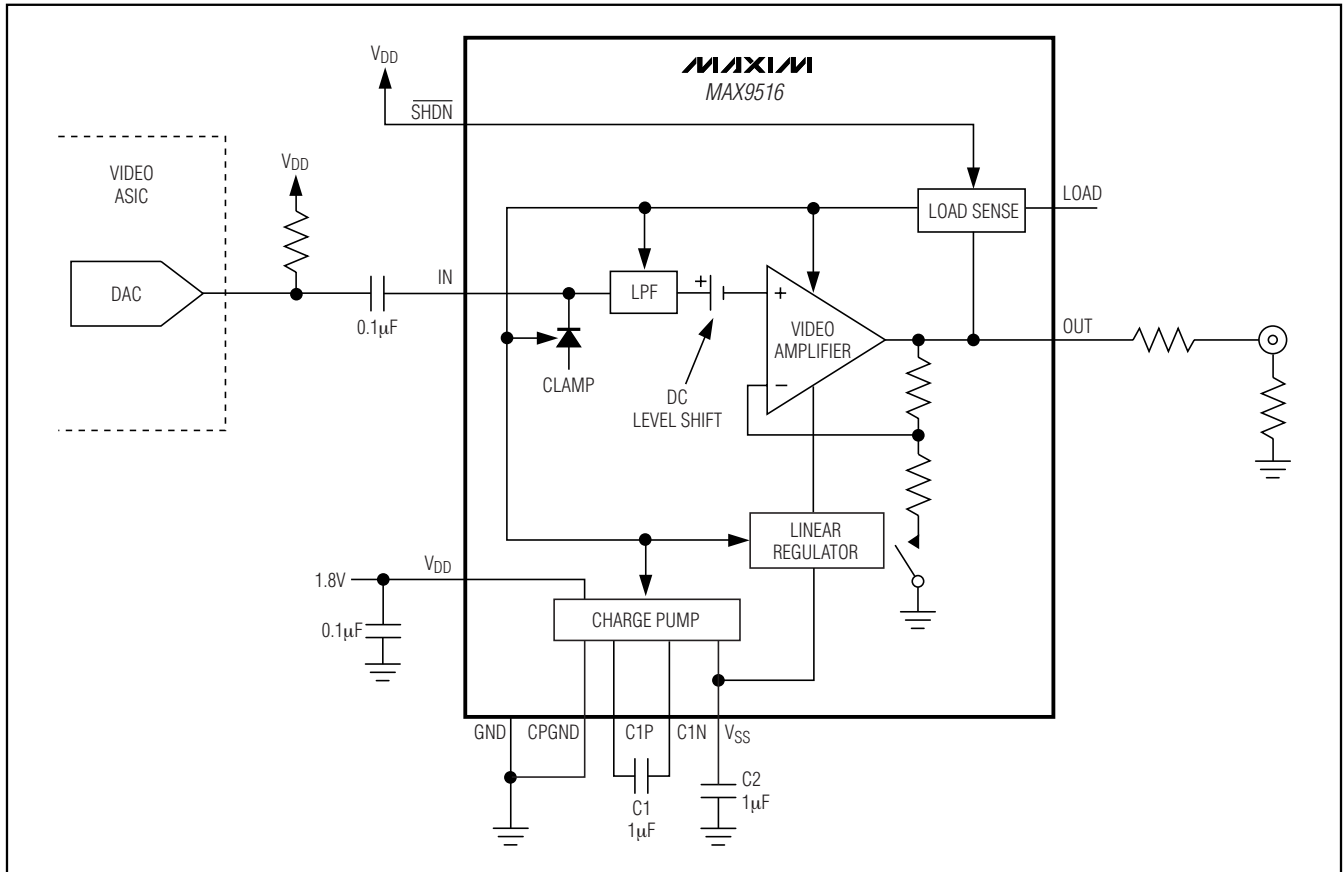 MAXIM
MAX9516
VDD
SHDN
VIDEO
ASIC
VDD
DAC
0.1µF
IN
LOAD SENSE
LOAD
LPF
+
+
−
VIDEO
AMPLIFIER
CLAMP
DC
LEVEL SHIFT
OUT
LINEAR
REGULATOR
1.8V
VDD
0.1µF
CHARGE PUMP
GND
CPGND
C1P
C1N
VSS
C1
1µF
C2
1µF